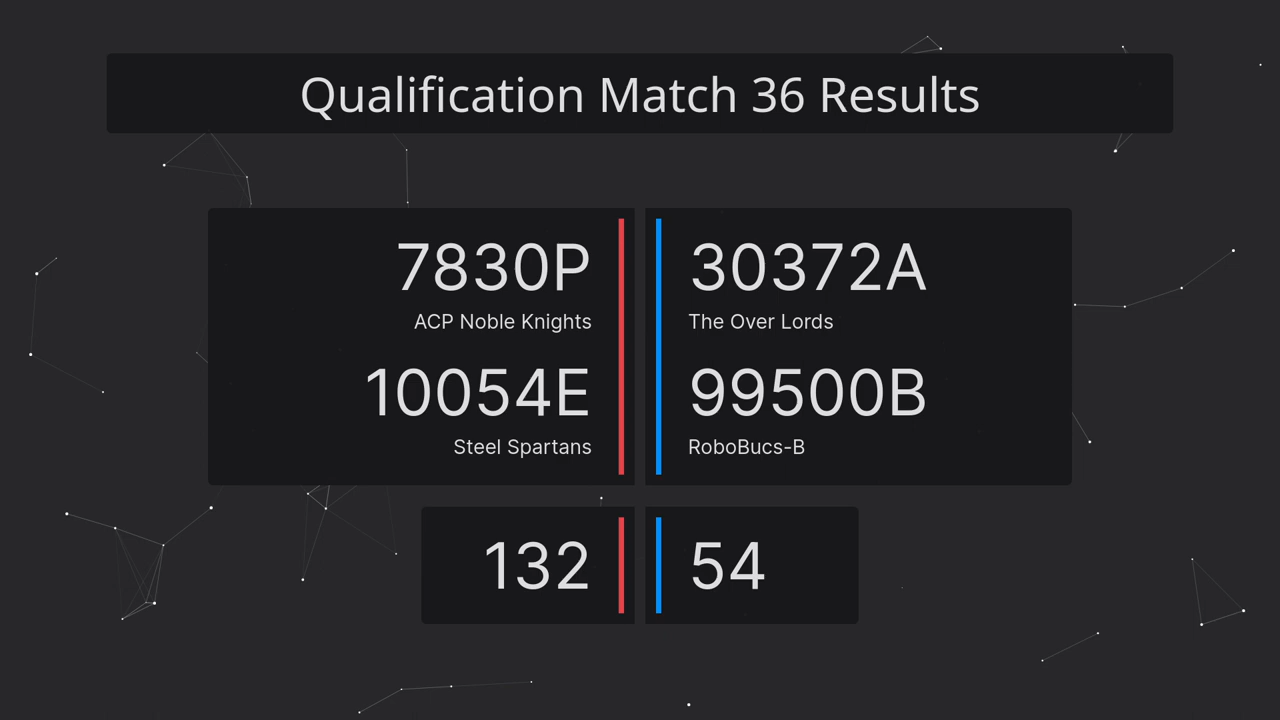 Qualification Match 36 Results
7830P
ACP Noble Knights
10054E
Steel Spartans
30372A
The Over Lords
99500B
RoboBucs-B
132
54